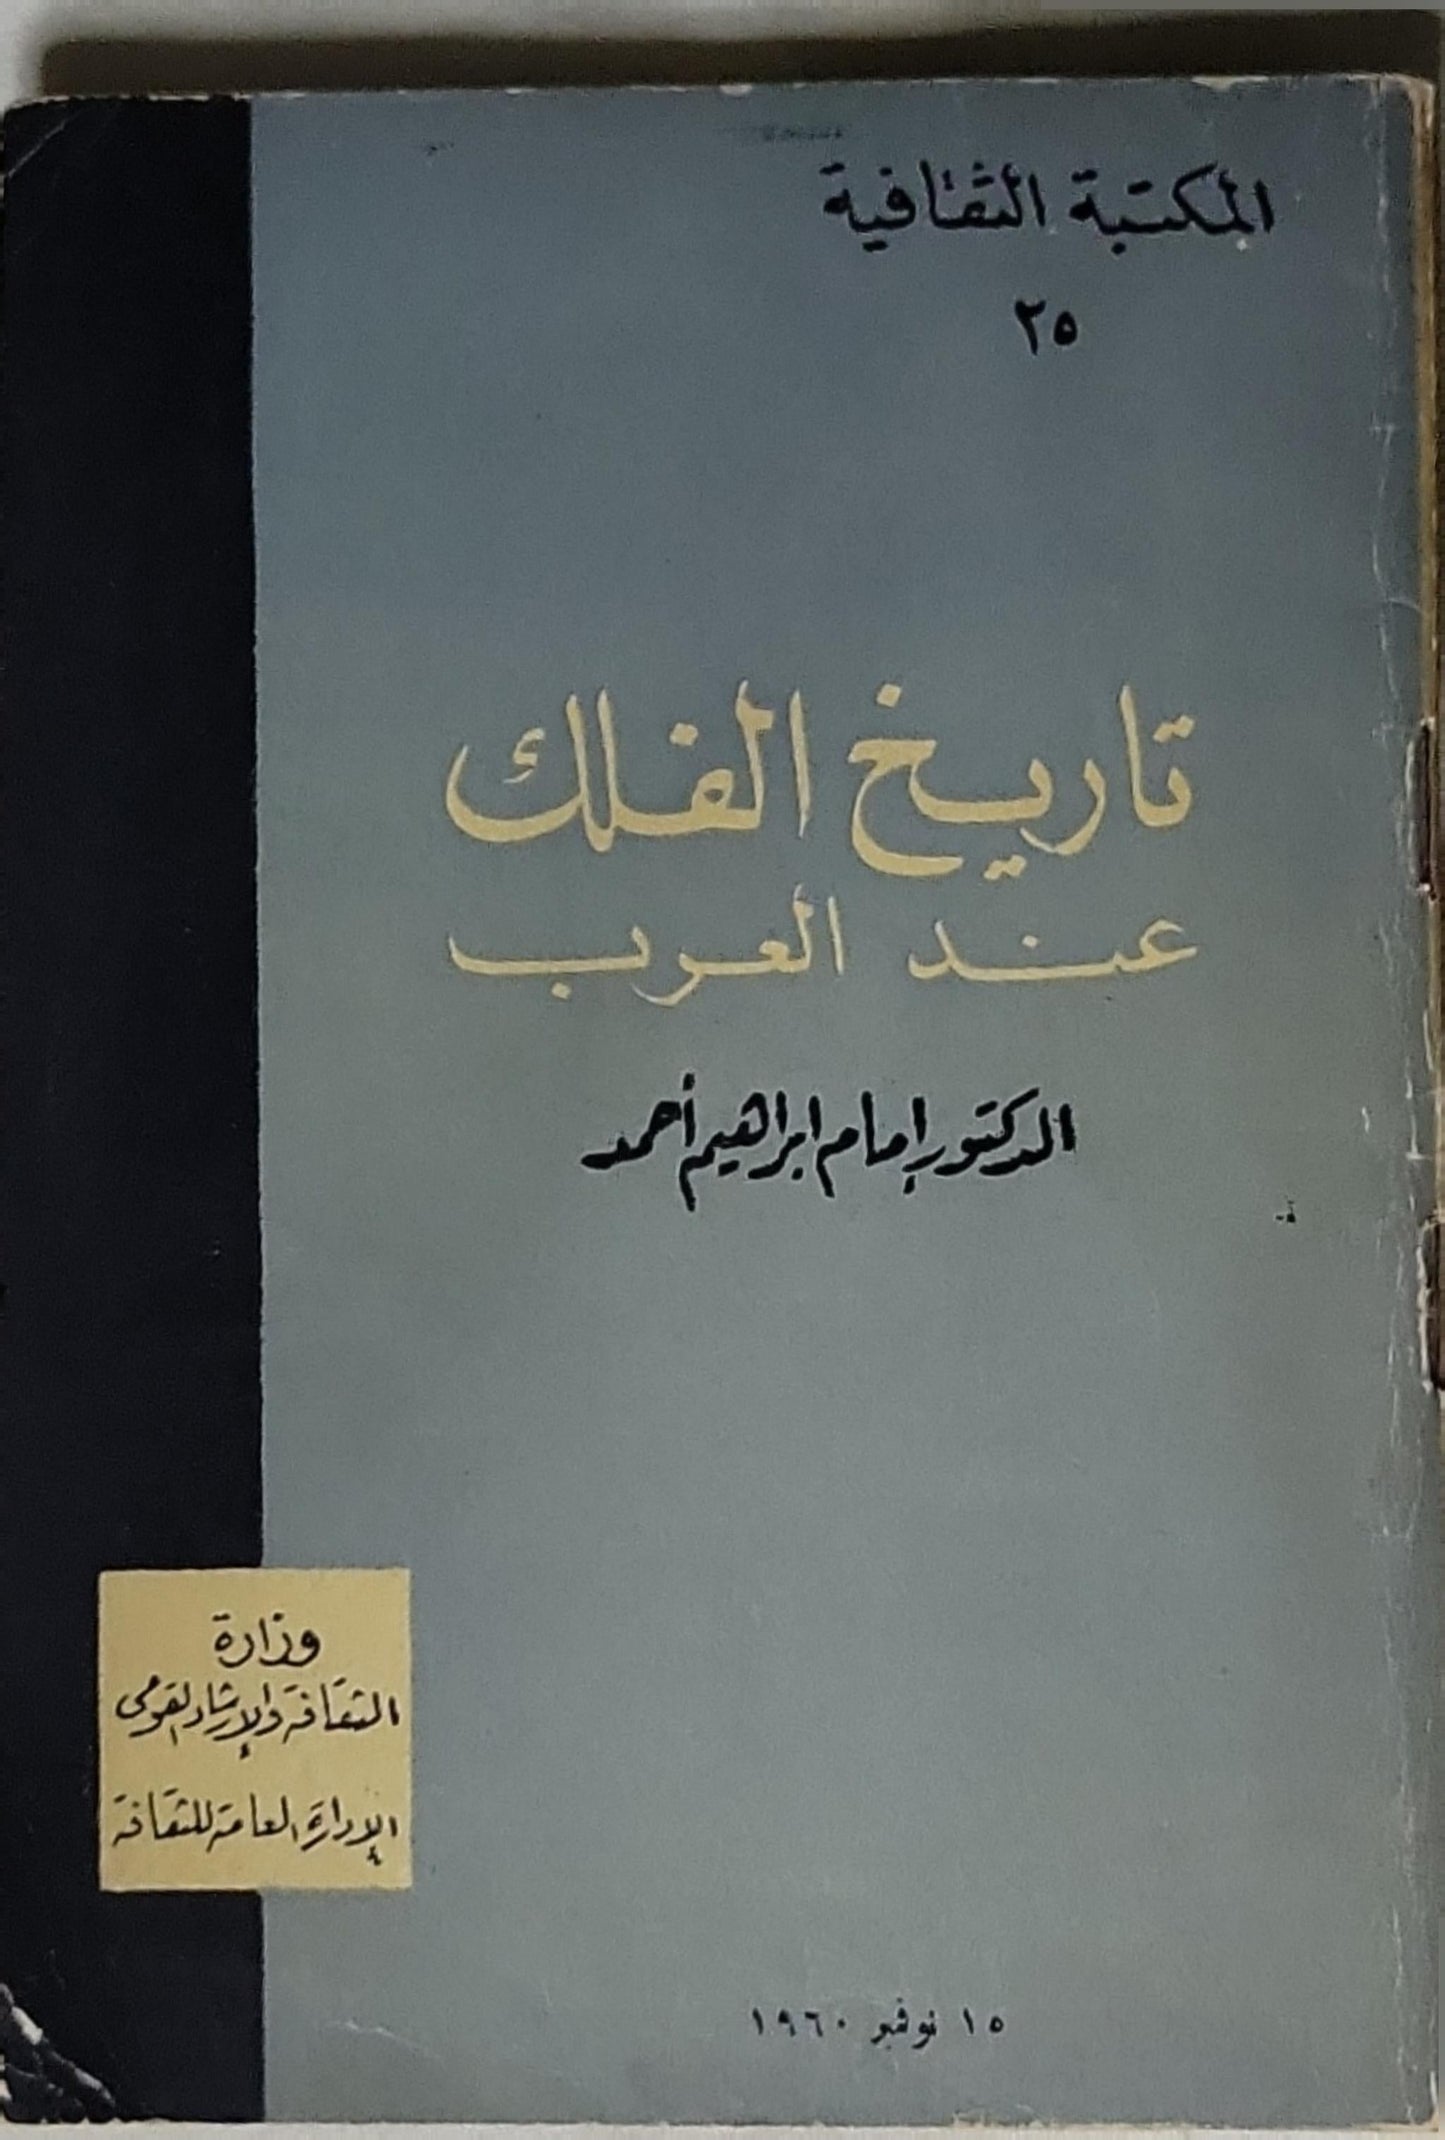 المكتبة الثقافية
٢٥
تاريخ الفلك
عند العرب
الدكتور إمام ابراهيم أحمد
وزارة
الثقافة والإرشاد القومى
الإدارة العامة للثقافة
١٥ نوفمبر ١٩٦٠